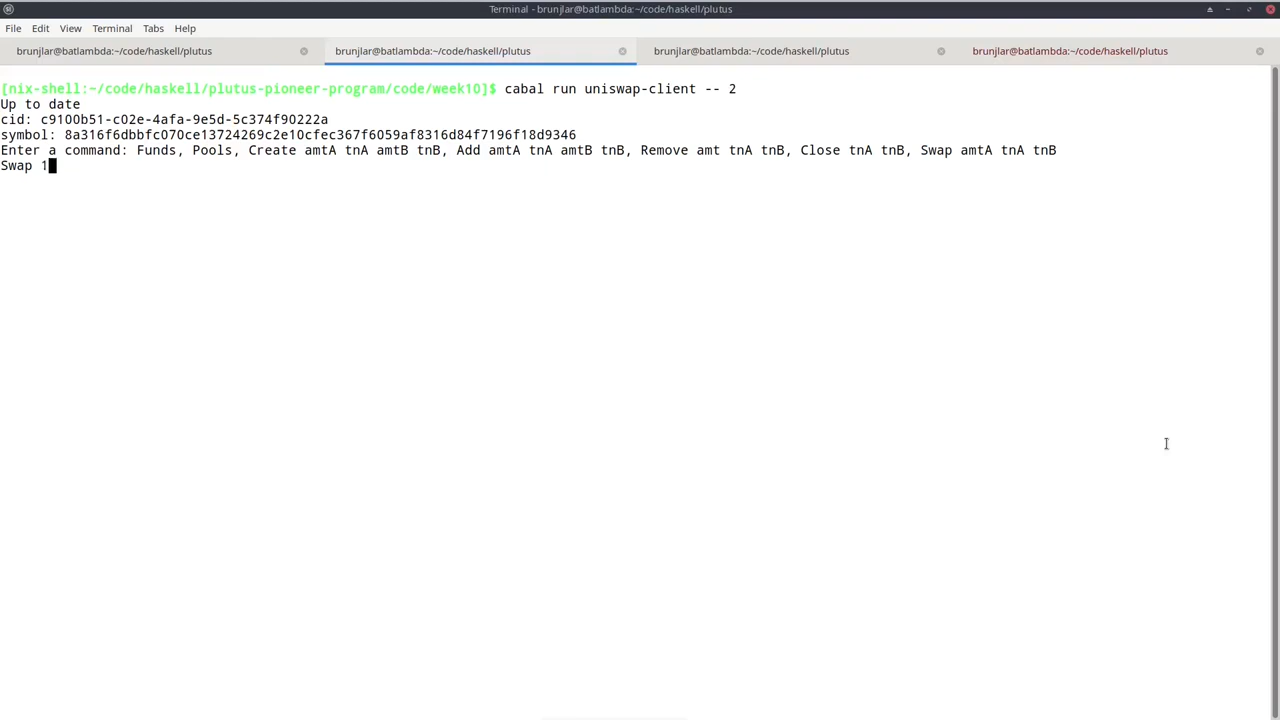 Terminal - brunjlar@batlambda:~/code/haskell/plutus
File Edit View Terminal Tabs Help
brunjlar@batlambda:~/code/haskell/plutus brunjlar@batlambda:~/code/haskell/plutus brunjlar@batlambda:~/code/haskell/plutus brunjlar@batlambda:~/code/haskell/plutus
[nix-shell:~/code/haskell/plutus-pioneer-program/code/week10]$ cabal run uniswap-client -- 2
Up to date
cid: c9100b51-c02e-4afa-9e5d-5c374f90222a
symbol: 8a316f6dbbfc070ce13724269c2e10cfec367f6059af8316d84f7196f18d9346
Enter a command: Funds, Pools, Create amtA tnA amtB tnB, Add amtA tnA amtB tnB, Remove amt tnA tnB, Close tnA tnB, Swap amtA tnA tnB
Swap 1